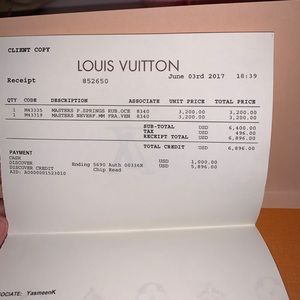 CLIENT COPY
LOUIS VUITTON
Receipt 852650 June 03rd 2017 18:39
QTY CODE DESCRIPTION ASSOCIATE UNIT PRICE TOTAL PRICE
1 M43335 MASTERS P.SPRINGS RUB.OCE 8340 3,200.00 3,200.00
1 M43318 MASTERS NEVERF.MM FRA.VEN 8340 3,200.00 3,200.00
SUB-TOTAL USD 6,400.00
TAX USD 496.00
RECEIPT TOTAL USD 6,896.00
TOTAL CREDIT USD 6,896.00
PAYMENT
CASH USD 1,000.00
DISCOVER Ending 5690 Auth 00336R USD 5,896.00
DISCOVER CREDIT Chip Read
AID: A0000001523010
OCIATE: YasmeenK